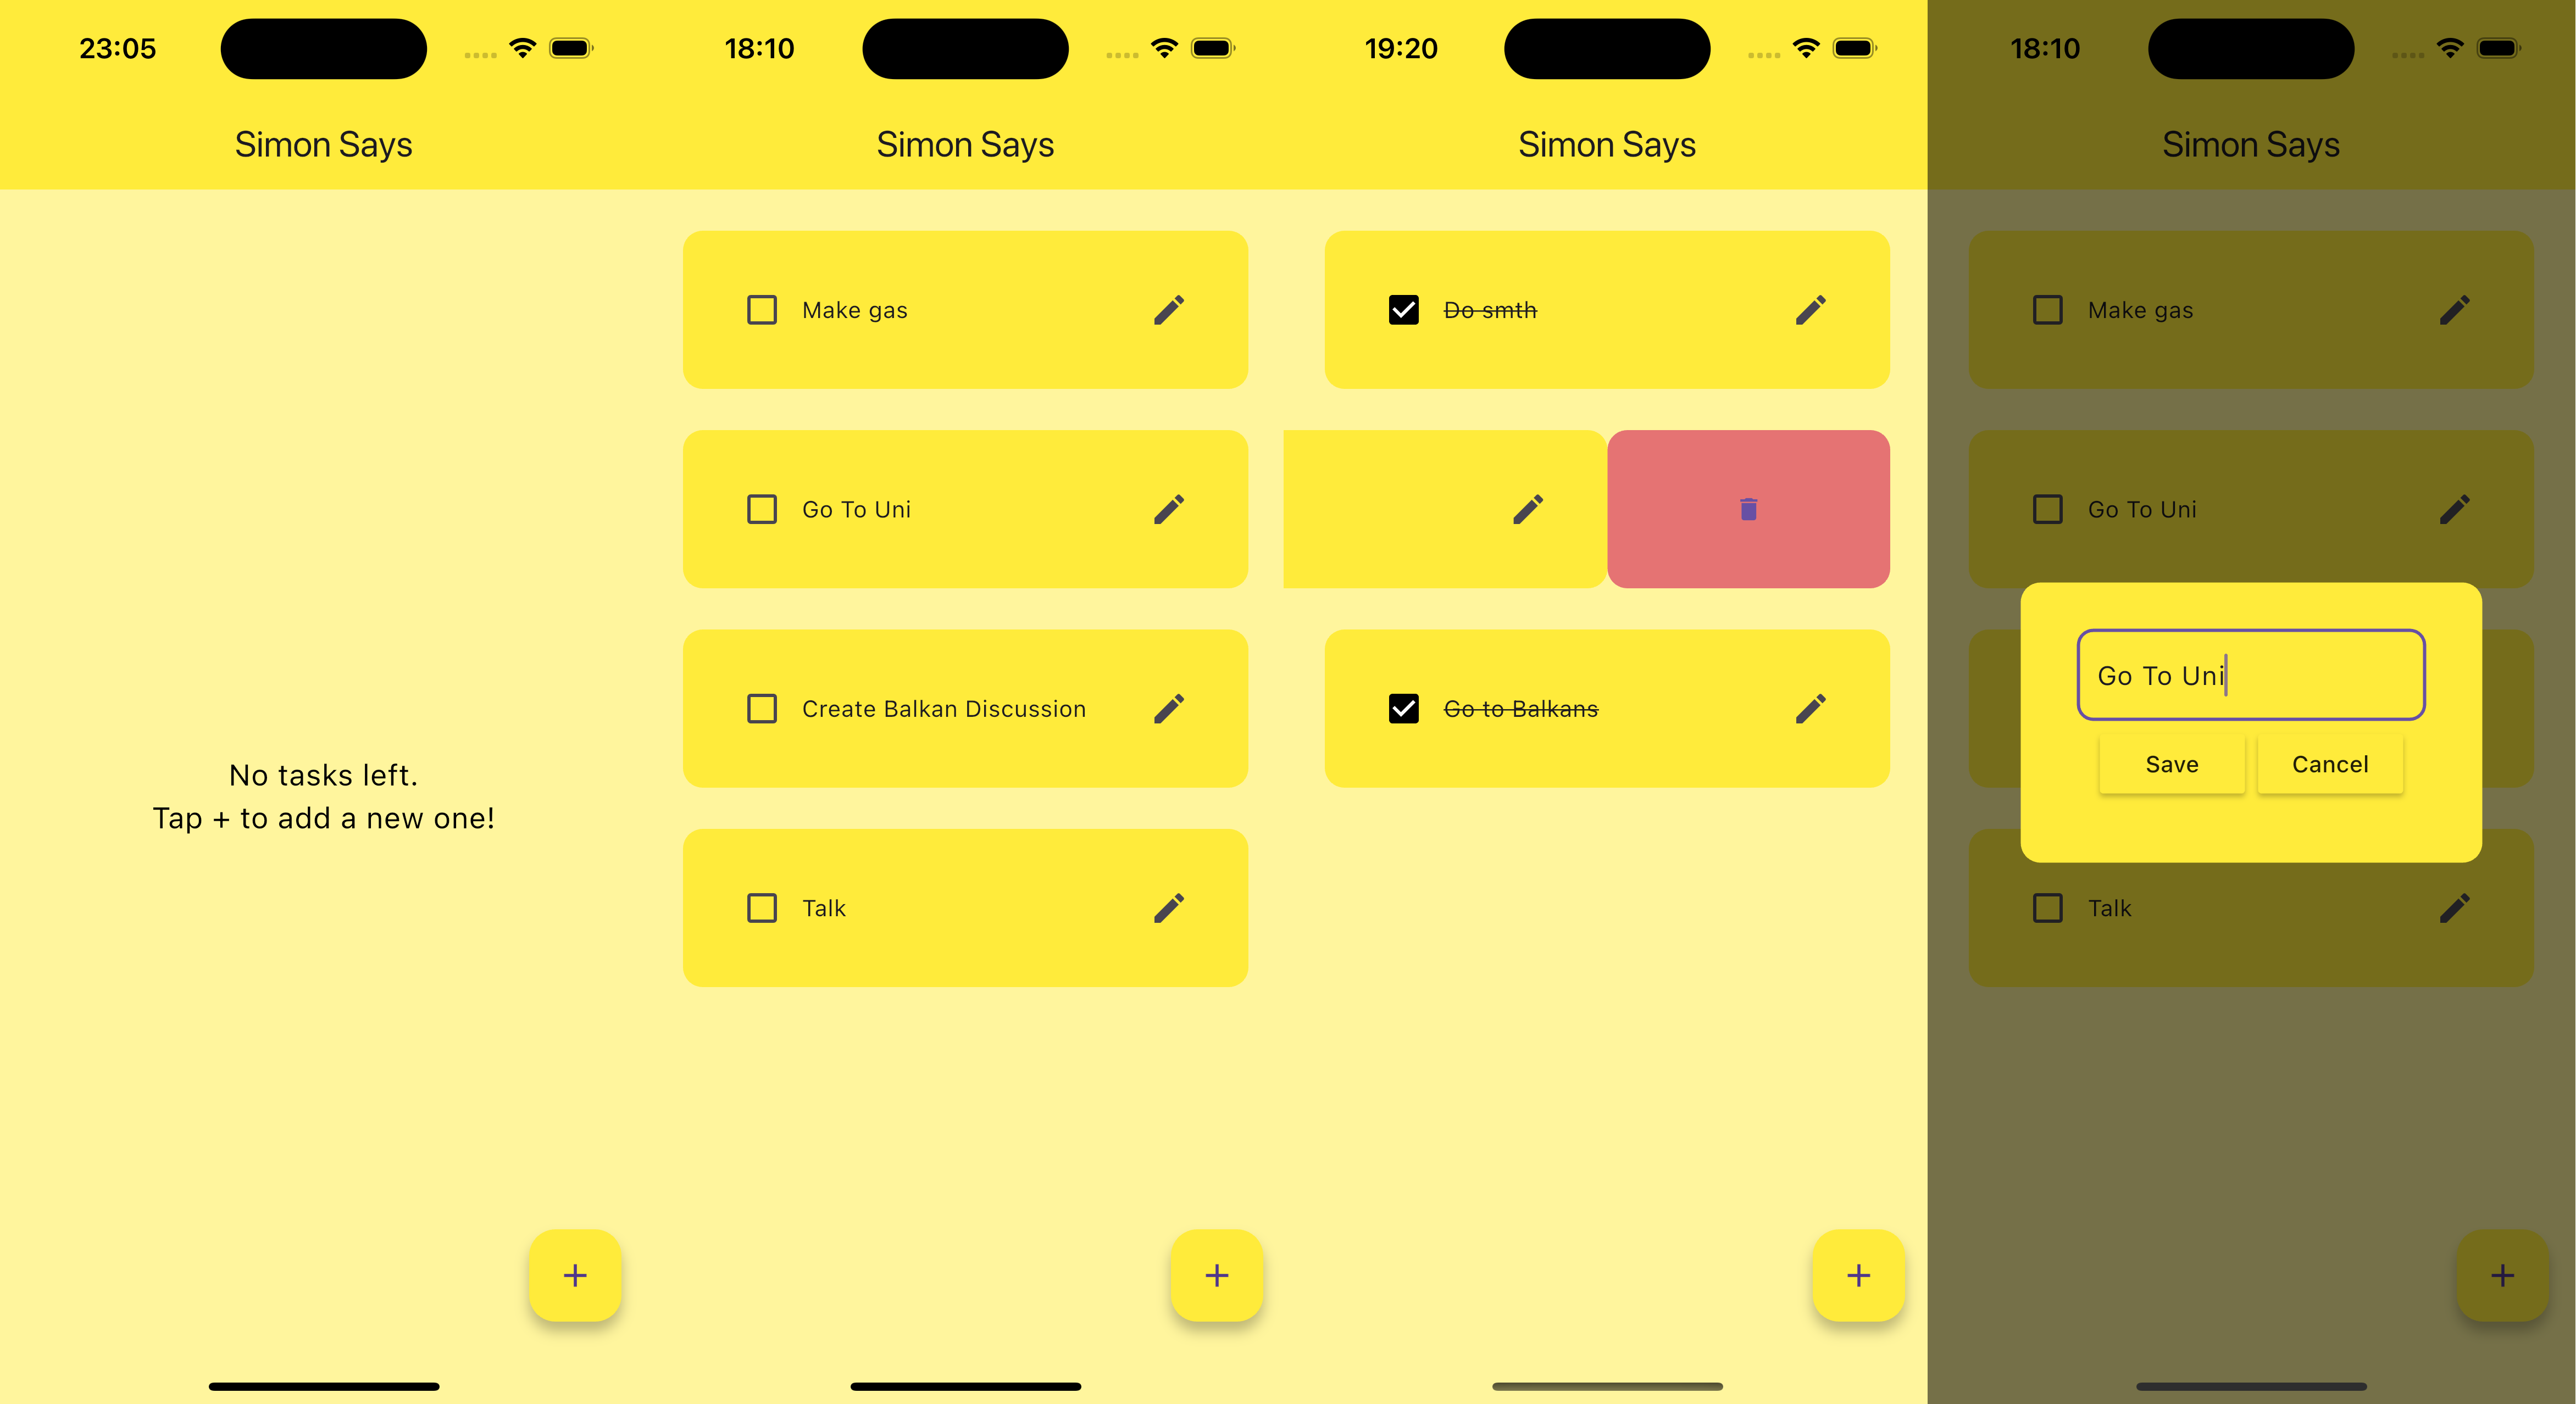 23:05
Simon Says
No tasks left.
Tap + to add a new one!
18:10
Simon Says
Make gas
Go To Uni
Create Balkan Discussion
Talk
19:20
Simon Says
Do smth
Go to Balkans
18:10
Simon Says
Make gas
Go To Uni
Go To Uni
Save
Cancel
Talk